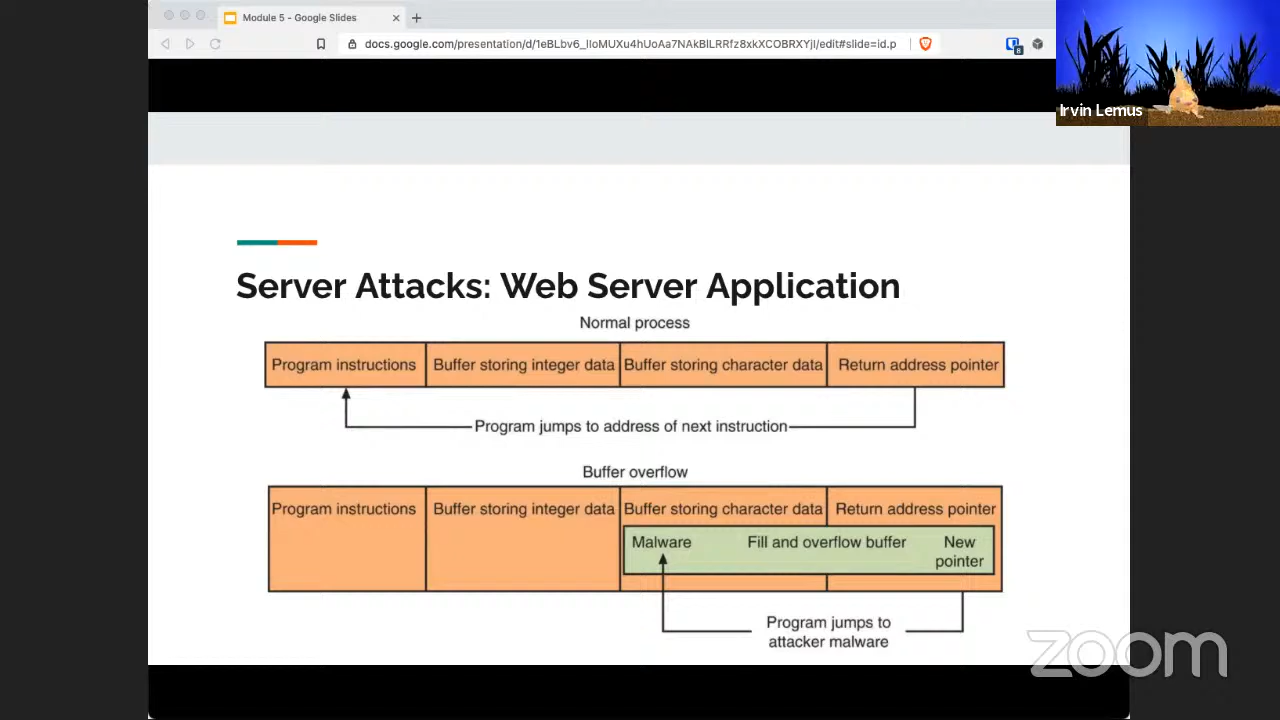 Module 5 - Google Slides
docs.google.com/presentation/d/1eBLbv6_IIoMUXu4hUoAa7NAkBlLRRfz8xkXCOBRXYjI/edit#slide=id.p
8
Irvin Lemus
Server Attacks: Web Server Application
Normal process
Program instructions Buffer storing integer data Buffer storing character data Return address pointer
Program jumps to address of next instruction
Buffer overflow
Program instructions Buffer storing integer data Buffer storing character data Return address pointer
Malware Fill and overflow buffer New
pointer
Program jumps to
attacker malware
zoom